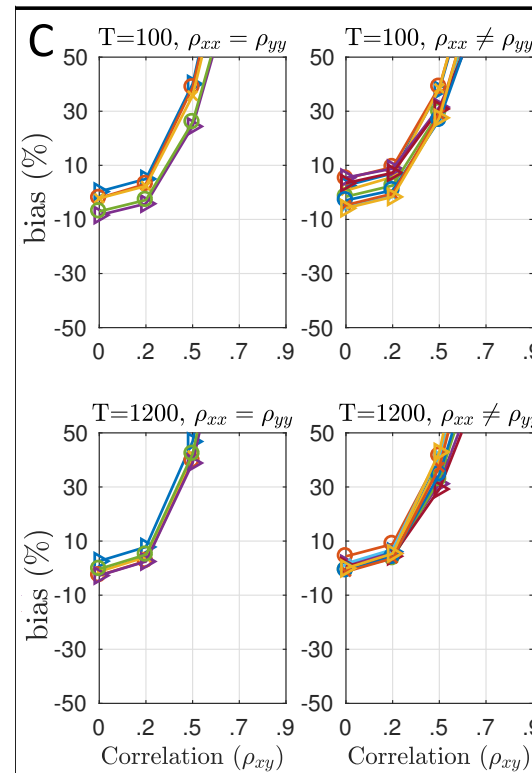 C
T=100, ρxx = ρyy
T=100, ρxx ≠ ρyy
bias (%)
50
30
10
-10
-30
-50
0 .2 .5 .7 .9
50
30
10
-10
-30
-50
0 .2 .5 .7 .9
T=1200, ρxx = ρyy
T=1200, ρxx ≠ ρy
bias (%)
50
30
10
-10
-30
-50
0 .2 .5 .7 .9
Correlation (ρxy)
50
30
10
-10
-30
-50
0 .2 .5 .7 .9
Correlation (ρxy)